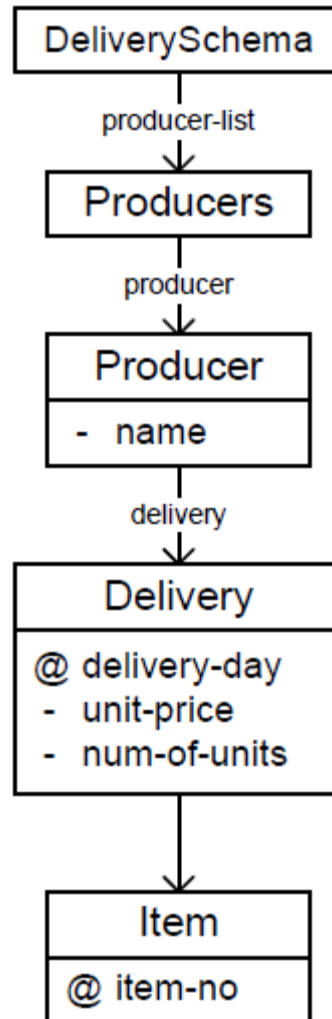 DeliverySchema
producer-list
Producers
producer
Producer
- name
delivery
Delivery
@ delivery-day
- unit-price
- num-of-units
Item
@ item-no